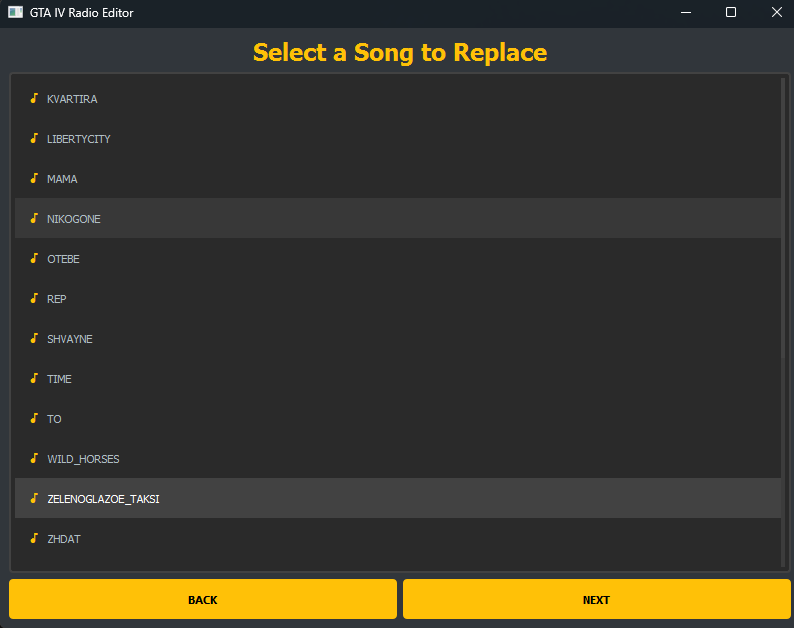 GTA IV Radio Editor
Select a Song to Replace
KVARTIRA
LIBERTYCITY
MAMA
NIKOGONE
OTEBE
REP
SHVAYNE
TIME
TO
WILD_HORSES
ZELENOGLAZOE_TAKSI
ZHDAT
BACK
NEXT